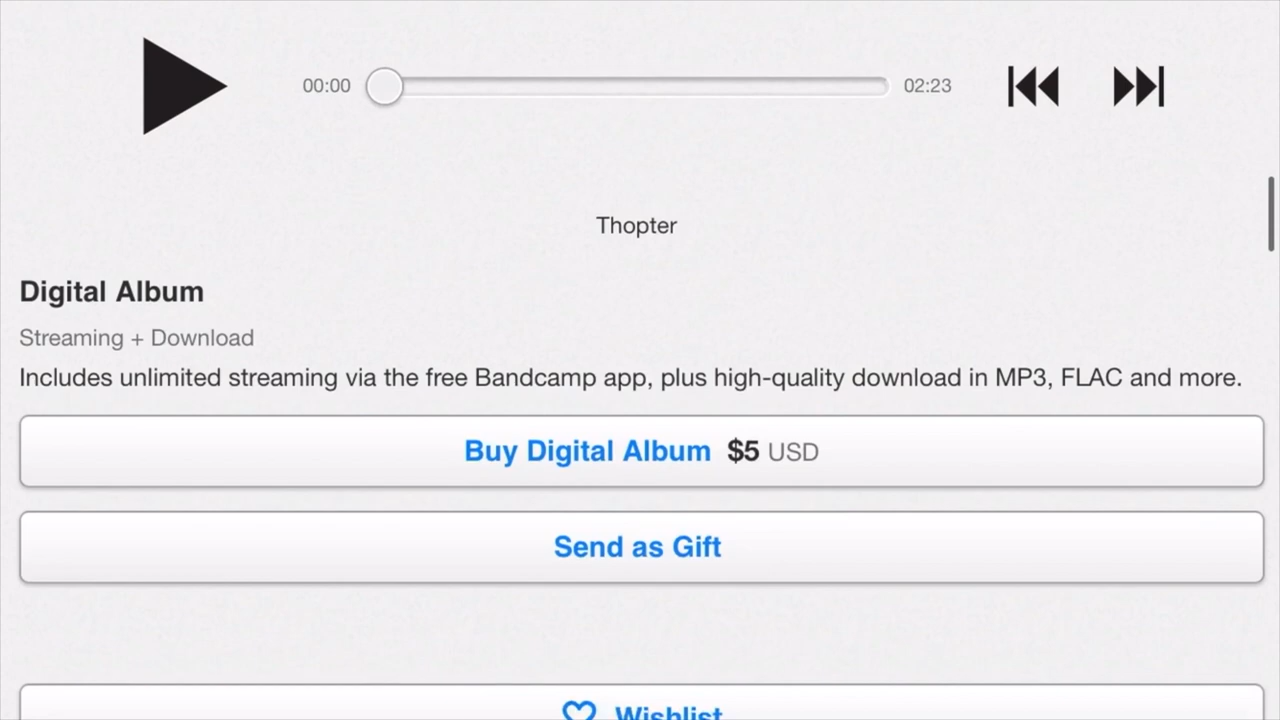 00:00 02:23
Thopter
Digital Album
Streaming + Download
Includes unlimited streaming via the free Bandcamp app, plus high-quality download in MP3, FLAC and more.
Buy Digital Album $5 USD
Send as Gift
Wishlist